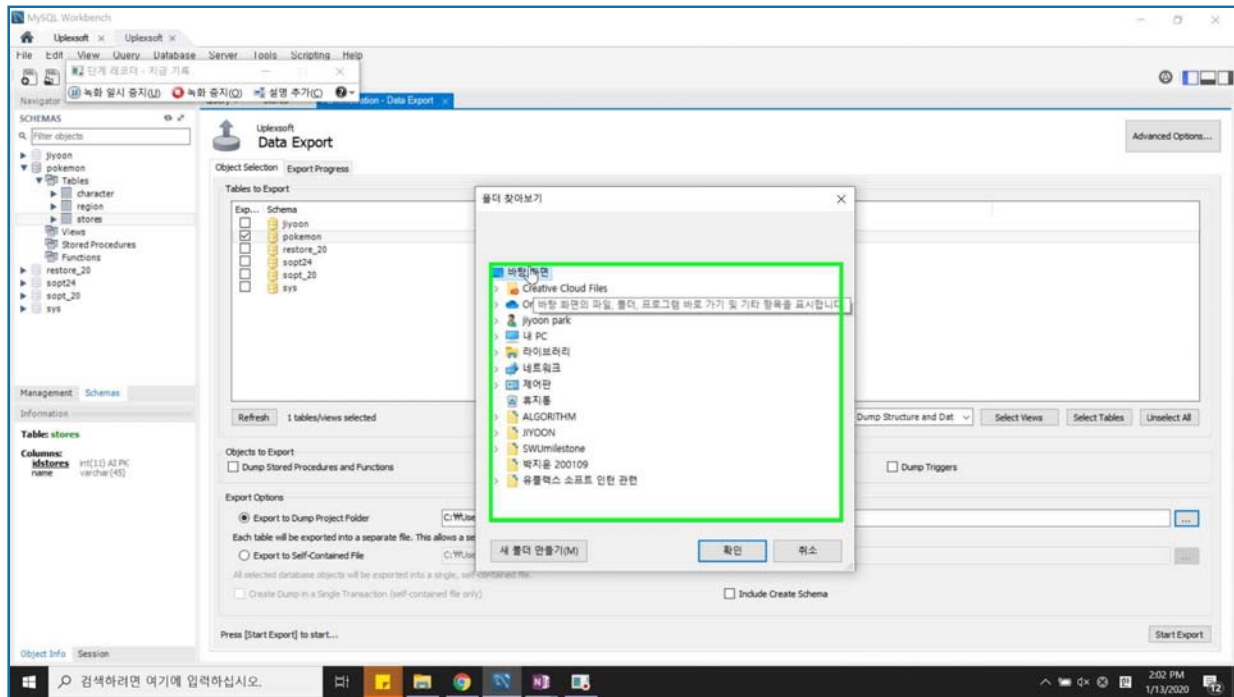 MySQL Workbench
Uplexsoft × Uplexsoft ×
File Edit View Query Database Server Tools Scripting Help
단계 레코더 - 지금 기록
녹화 일시 중지(U) 녹화 중지(O) 설명 추가(C)
Navigator
- Data Export ×
SCHEMAS
Filter objects
jiyoon
pokemon
Tables
character
region
stores
Views
Stored Procedures
Functions
restore_20
sopt24
sopt_20
sys
Management Schemas
Information
Table: stores
Columns:
idstores int(11) AI PK
name varchar(45)
Object Info Session
Uplexsoft
Data Export
Advanced Options...
Object Selection Export Progress
Tables to Export
Exp... Schema
jiyoon
pokemon
restore_20
sopt24
sopt_20
sys
Refresh 1 tables/views selected
Dump Structure and Dat Select Views Select Tables Unselect All
Objects to Export
Dump Stored Procedures and Functions Dump Triggers
Export Options
Export to Dump Project Folder C:₩Use
...
Each table will be exported into a separate file. This allows a se
Export to Self-Contained File C:₩Use
...
All selected database objects will be exported into a single, self-contained file.
Create Dump in a Single Transaction (self-contained file only) Include Create Schema
Press [Start Export] to start... Start Export
폴더 찾아보기
바탕 화면
Creative Cloud Files
바탕 화면의 파일, 폴더, 프로그램 바로 가기 및 기타 항목을 표시합니다.
jiyoon park
내 PC
라이브러리
네트워크
제어판
휴지통
ALGORITHM
JIYOON
SWUmilestone
박지윤 200109
유플렉스 소프트 인턴 관련
새 폴더 만들기(M) 확인 취소
검색하려면 여기에 입력하십시오.
2:02 PM
1/13/2020
12